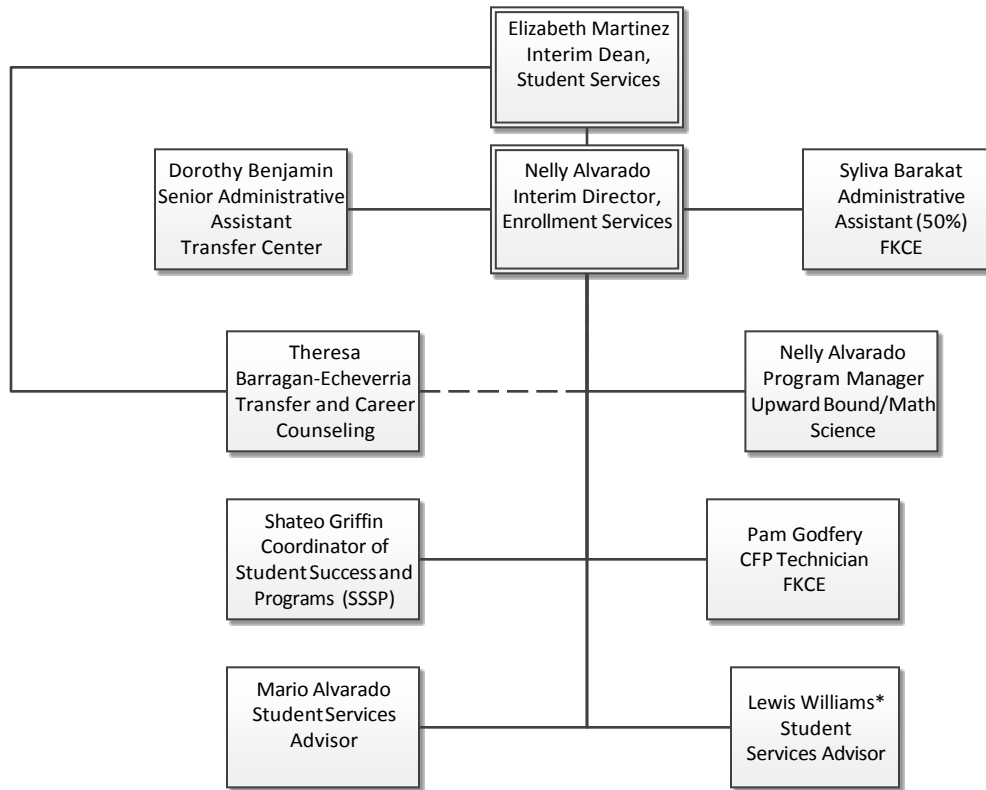 Elizabeth Martinez
Interim Dean,
Student Services
Dorothy Benjamin
Senior Administrative
Assistant
Transfer Center
Nelly Alvarado
Interim Director,
Enrollment Services
Syliva Barakat
Administrative
Assistant (50%)
FKCE
Theresa
Barragan-Echeverria
Transfer and Career
Counseling
Nelly Alvarado
Program Manager
Upward Bound/Math
Science
Shateo Griffin
Coordinator of
Student Success and
Programs (SSSP)
Pam Godfery
CFP Technician
FKCE
Mario Alvarado
Student Services
Advisor
Lewis Williams*
Student
Services Advisor